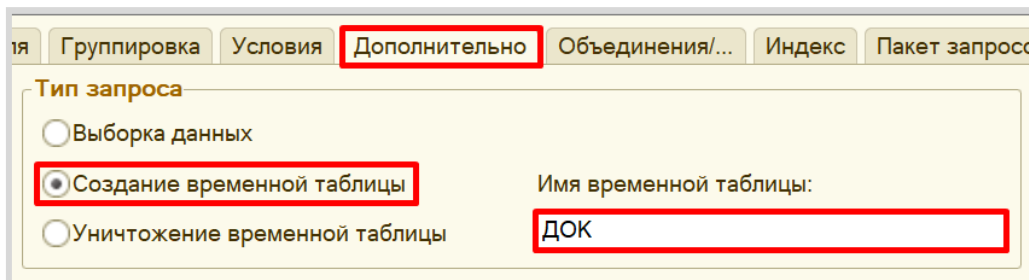 ля Группировка Условия Дополнительно Объединения/... Индекс Пакет запросо
Тип запроса
Выборка данных
Создание временной таблицы Имя временной таблицы:
Уничтожение временной таблицы ДОК